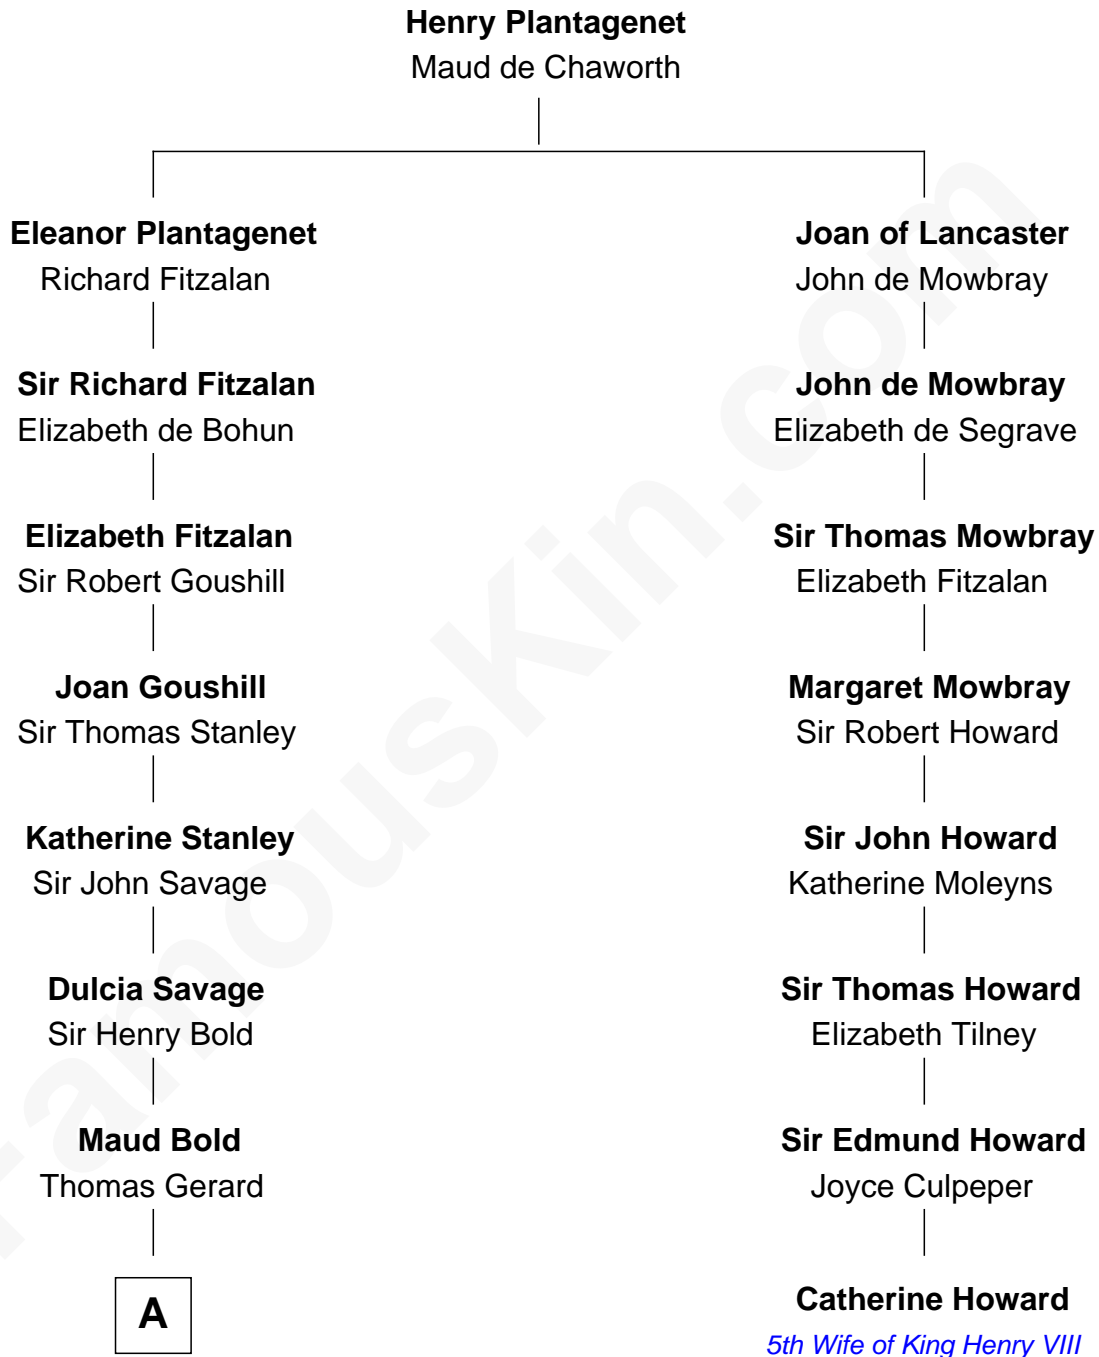 Henry Plantagenet
Maud de Chaworth
Eleanor Plantagenet
Richard Fitzalan
Joan of Lancaster
John de Mowbray
Sir Richard Fitzalan
Elizabeth de Bohun
John de Mowbray
Elizabeth de Segrave
Elizabeth Fitzalan
Sir Robert Goushill
Sir Thomas Mowbray
Elizabeth Fitzalan
Joan Goushill
Sir Thomas Stanley
Margaret Mowbray
Sir Robert Howard
Katherine Stanley
Sir John Savage
Sir John Howard
Katherine Moleyns
Dulcia Savage
Sir Henry Bold
Sir Thomas Howard
Elizabeth Tilney
Maud Bold
Thomas Gerard
Sir Edmund Howard
Joyce Culpeper
A
Catherine Howard
5th Wife of King Henry VIII
FamousKin.com